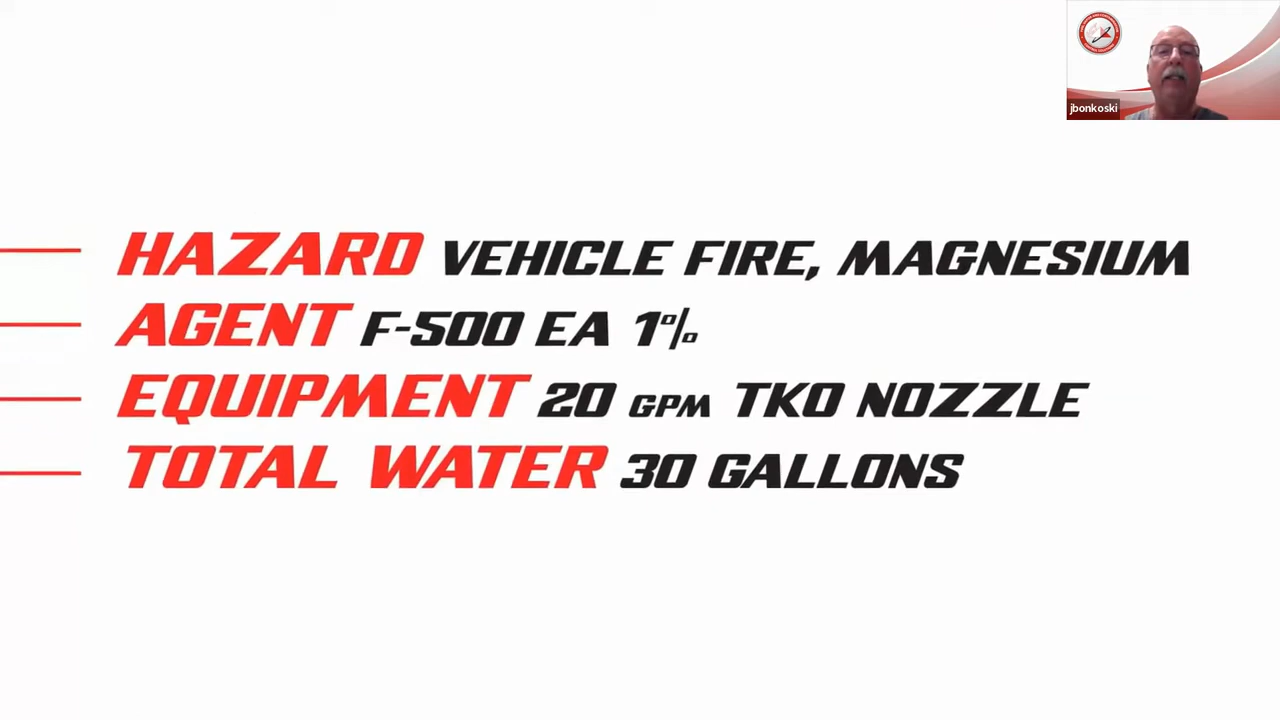 jbonkoski
HAZARD VEHICLE FIRE, MAGNESIUM
AGENT F-500 EA 1%
EQUIPMENT 20 GPM TKO NOZZLE
TOTAL WATER 30 GALLONS